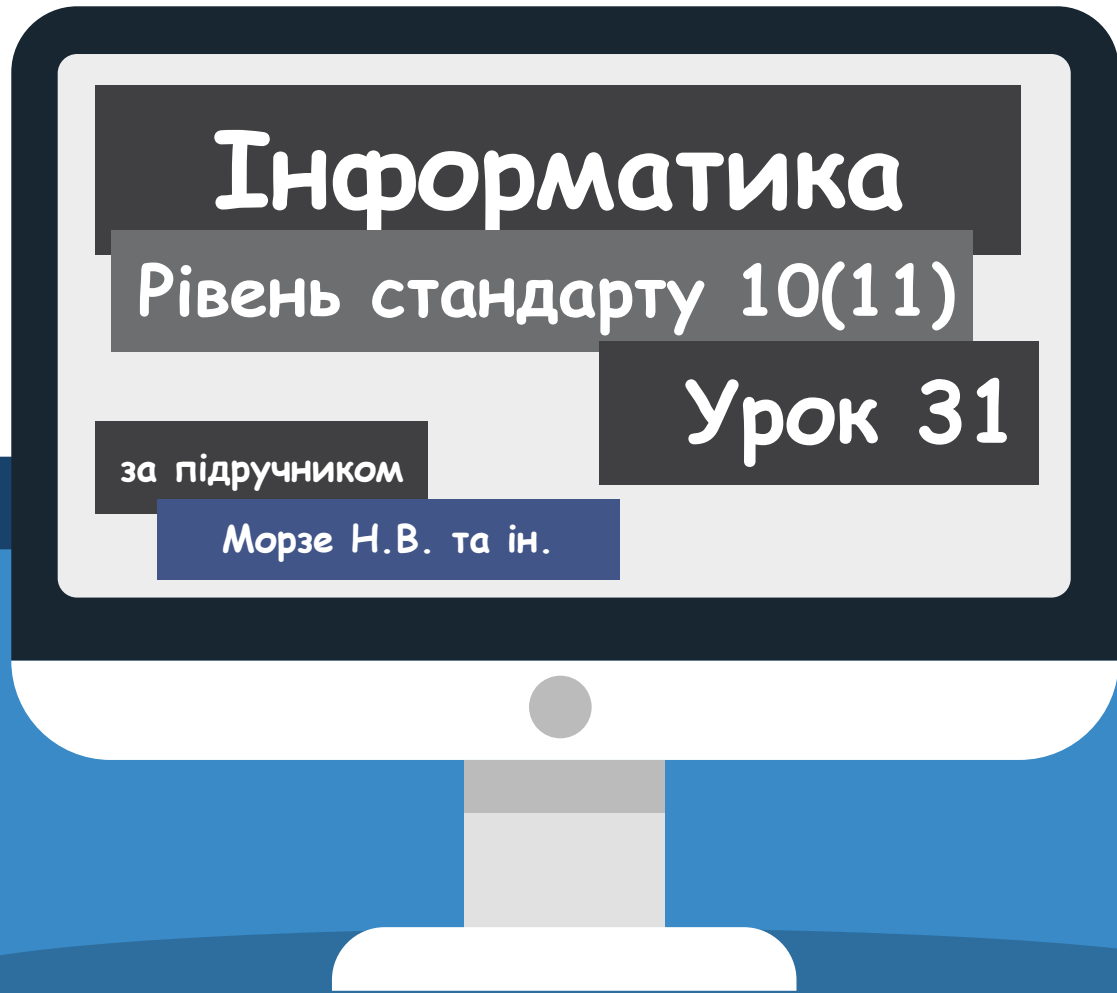 Інформатика
Рівень стандарту 10(11)
Урок 31
за підручником
Морзе Н.В. та ін.